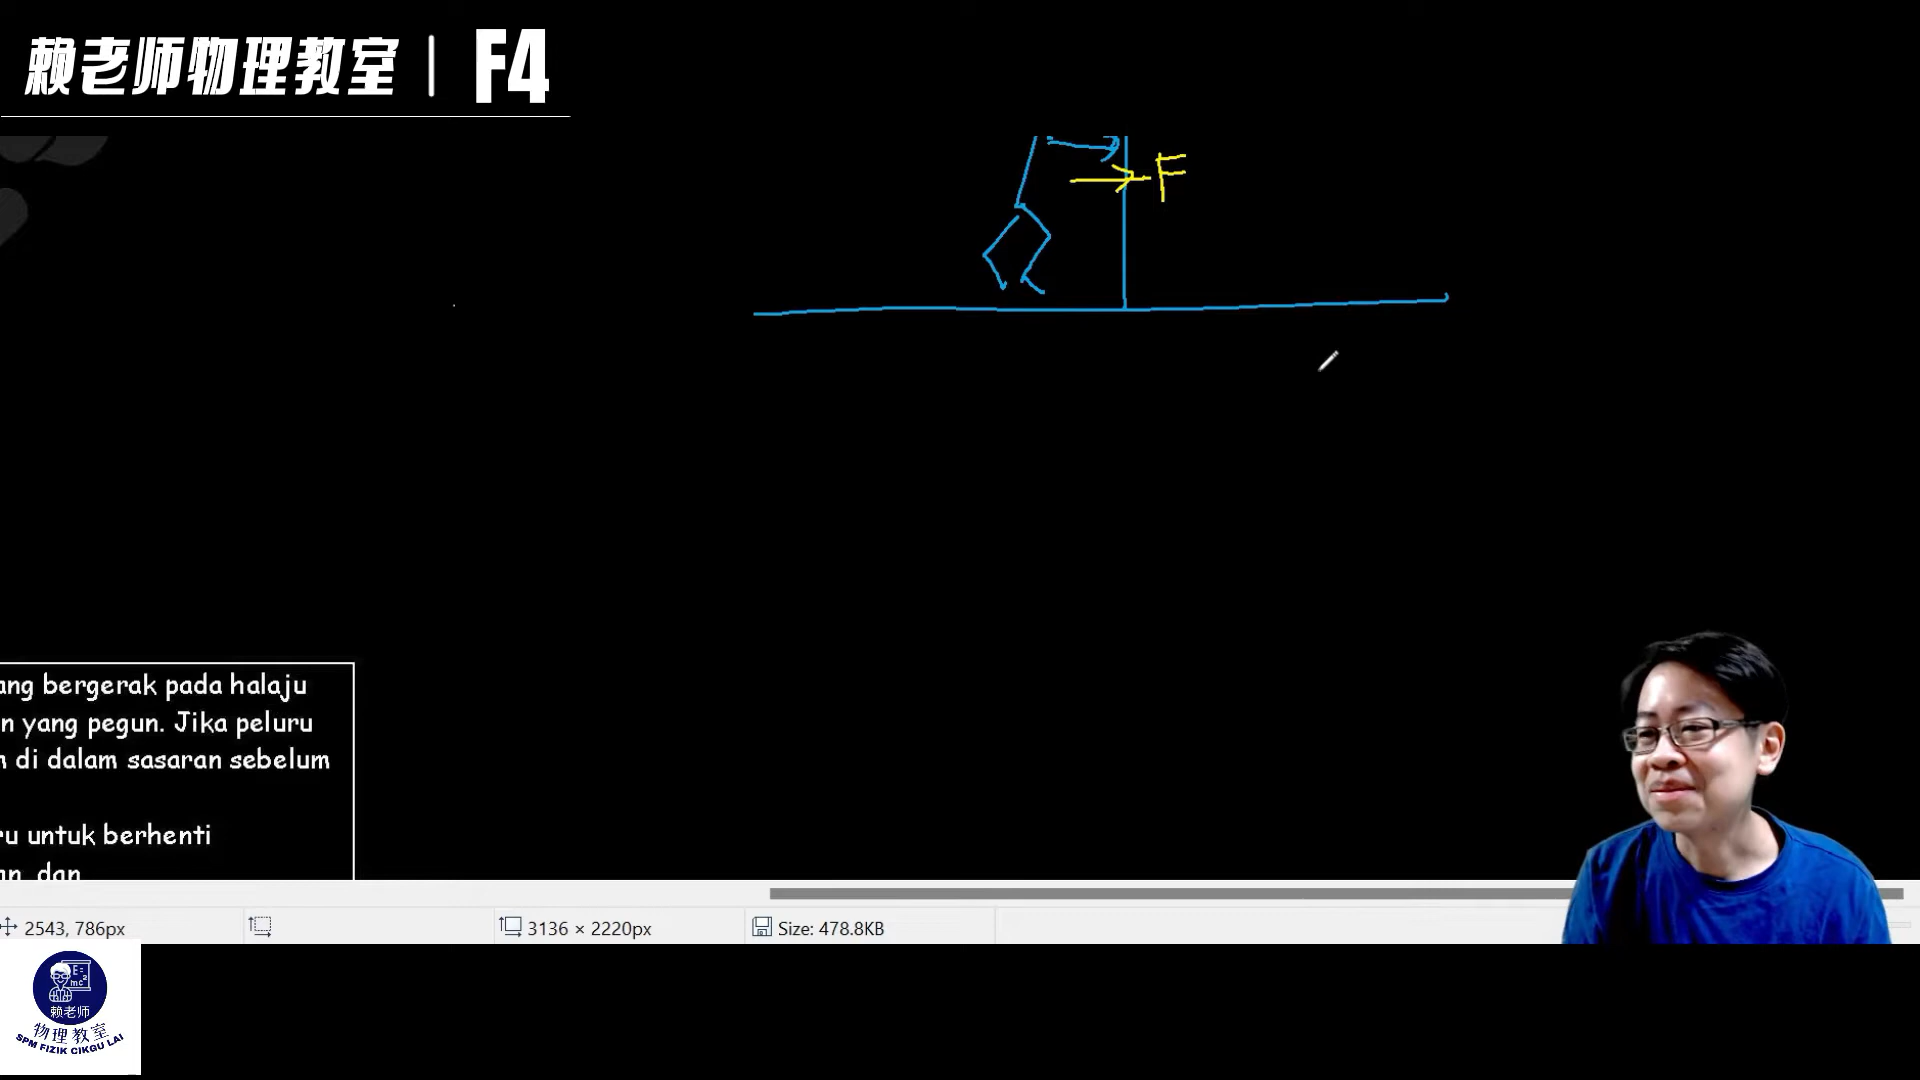 赖老师物理教室 | F4
F
ang bergerak pada halaju
n yang pegun. Jika peluru
di dalam sasaran sebelum
ru untuk berhenti
an, dan
2543, 786px
3136 × 2220px
Size: 478.8KB
E=
mc²
赖老师
物理教室
SPM FIZIK CIKGU LAI